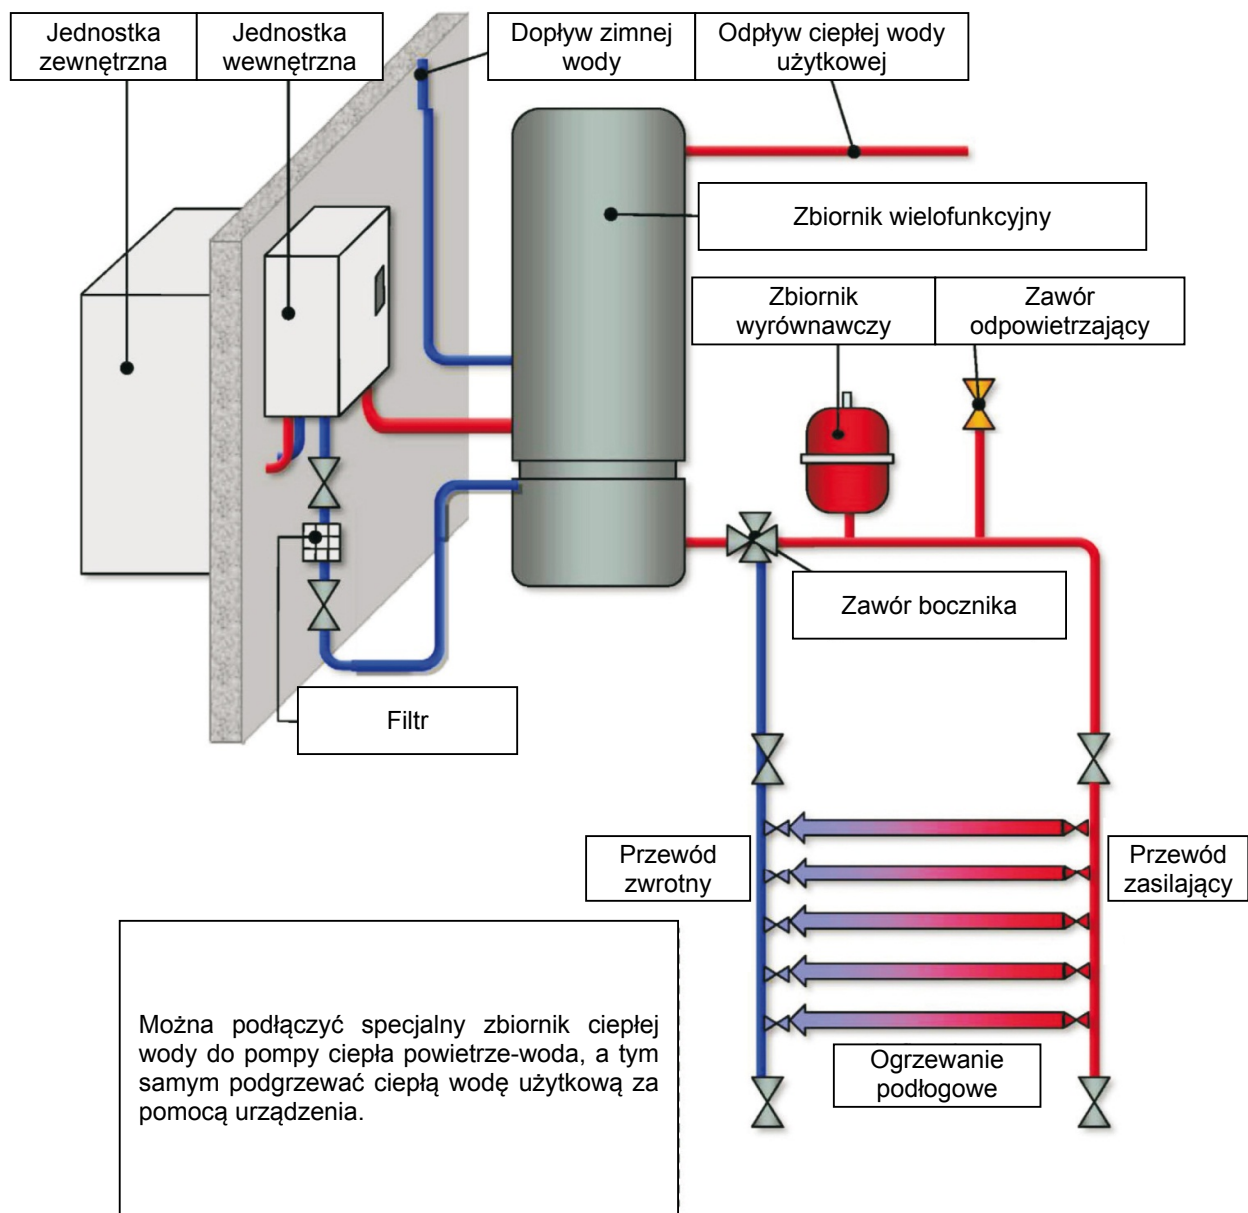 Jednostka
zewnętrzna
Jednostka
wewnętrzna
Dopływ zimnej
wody
Odpływ ciepłej wody
użytkowej
Zbiornik wielofunkcyjny
Zbiornik
wyrównawczy
Zawór
odpowietrzający
Zawór bocznika
Filtr
Przewód
zwrotny
Przewód
zasilający
Ogrzewanie
podłogowe
Można podłączyć specjalny zbiornik ciepłej
wody do pompy ciepła powietrze-woda, a tym
samym podgrzewać ciepłą wodę użytkową za
pomocą urządzenia.